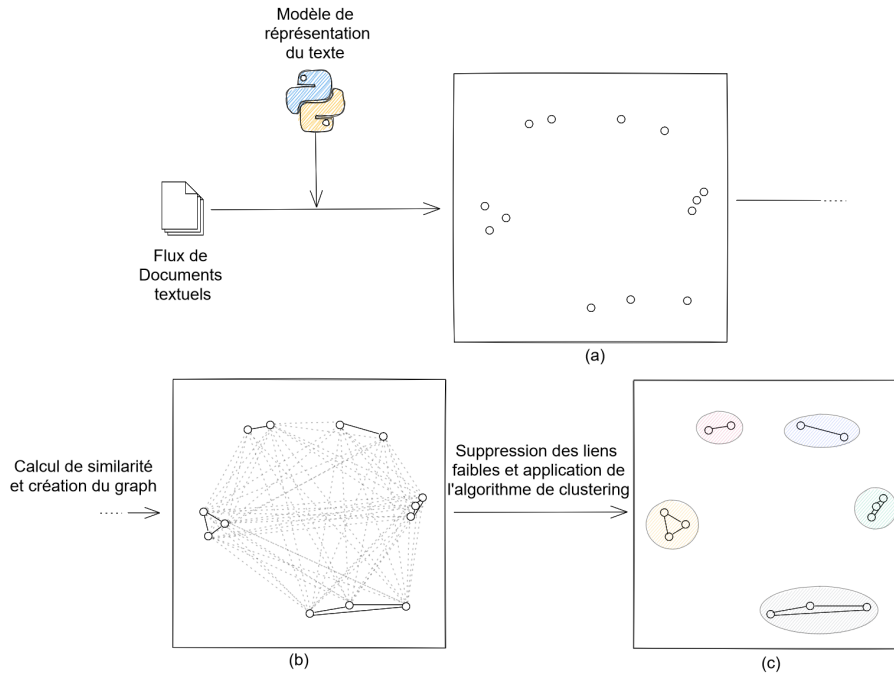 Modèle de
réprésentation
du texte
Flux de
Documents
textuels
(a)
Calcul de similarité
et création du graph
(b)
Suppression des liens
faibles et application de
l'algorithme de clustering
(c)